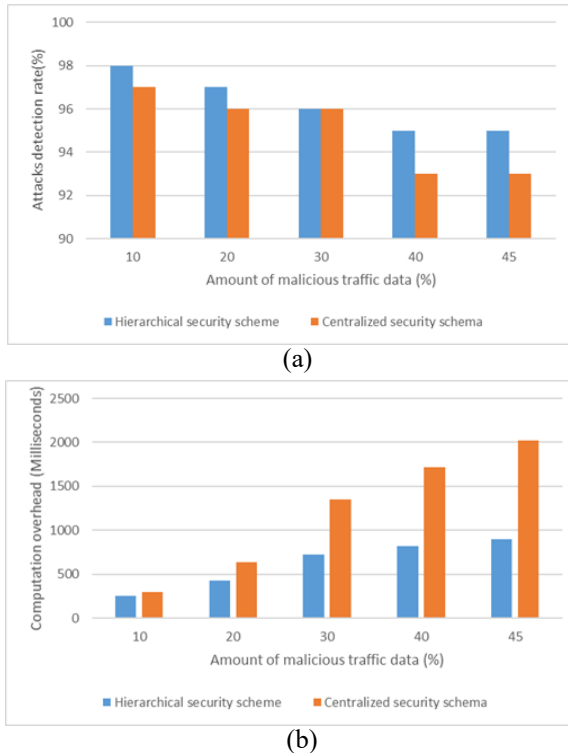 100
98
96
94
92
90
Attacks detection rate(%)
10 20 30 40 45
Amount of malicious traffic data (%)
Hierarchical security scheme Centralized security schema
(a)
2500
2000
1500
1000
500
0
Computation overhead (Milliseconds)
10 20 30 40 45
Amount of malicious traffic data (%)
Hierarchical security scheme Centralized security schema
(b)